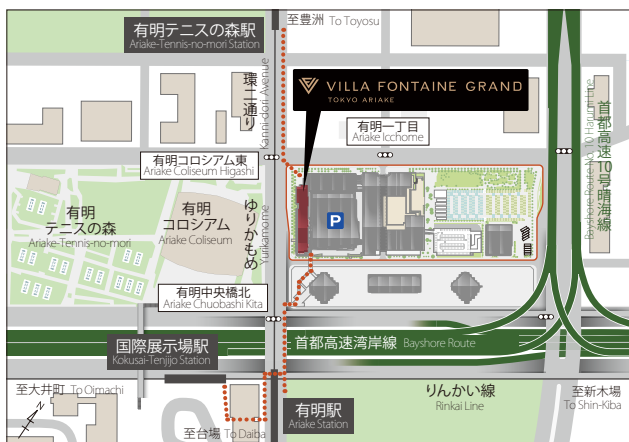 至豊洲 To Toyosu
有明テニスの森駅
Ariake-Tennis-no-mori Station
環二通り
Kanni-dori Avenue
VILLA FONTAINE GRAND
TOKYO ARIAKE
首都高速10号晴海線
Bayshore Route No.10 Harumi Line
有明一丁目
Ariake Icchome
有明コロシアム東
Ariake Coliseum Higashi
有明
テニスの森
Ariake-Tennis-no-mori
有明
コロシアム
Ariake Coliseum
ゆりかもめ
Yurikamome
P
有明中央橋北
Ariake Chuobashi Kita
国際展示場駅
Kokusai-Tenjijo Station
首都高速湾岸線 Bayshore Route
至大井町 To Oimachi
りんかい線
Rinkai Line
至新木場
To Shin-Kiba
有明駅
Ariake Station
至台場 To Daiba
N